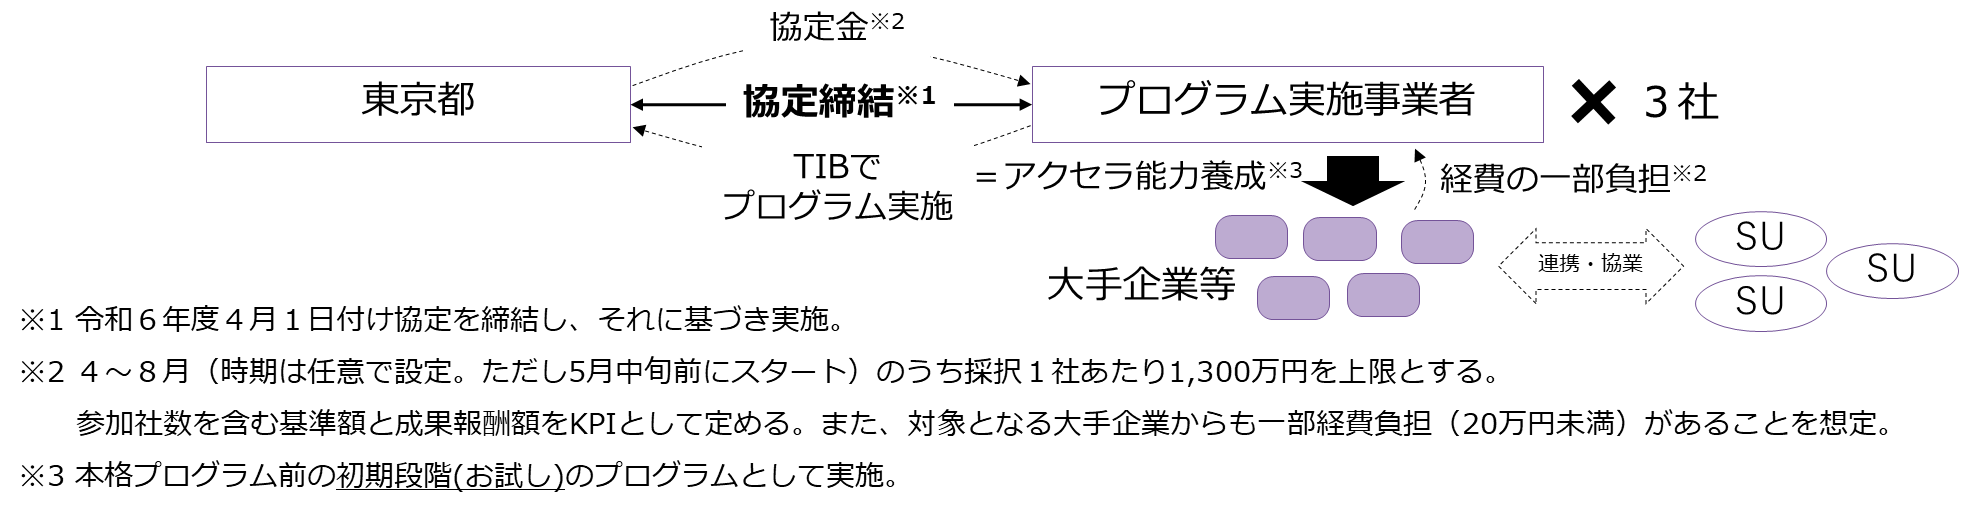 協定金※2
東京都
協定締結※1
プログラム実施事業者
３社
TIBで
プログラム実施
＝アクセラ能力養成※3
経費の一部負担※2
大手企業等
連携・協業
SU
SU
SU
※1 令和６年度４月１日付け協定を締結し、それに基づき実施。
※2 ４～８月（時期は任意で設定。ただし5月中旬前にスタート）のうち採択１社あたり1,300万円を上限とする。
参加社数を含む基準額と成果報酬額をKPIとして定める。また、対象となる大手企業からも一部経費負担（20万円未満）があることを想定。
※3 本格プログラム前の初期段階(お試し)のプログラムとして実施。